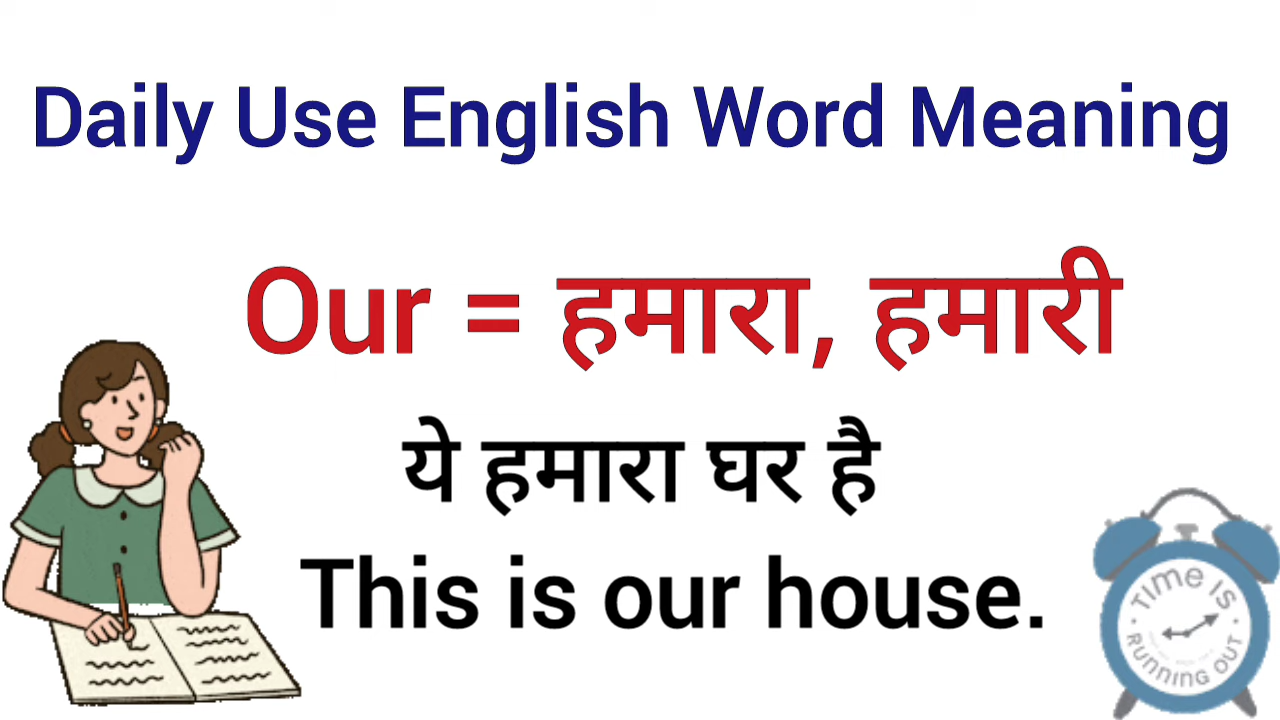 Daily Use English Word Meaning
Our = हमारा, हमारी
ये हमारा घर है
This is our house.
TIMe IS
RUNNING OUT